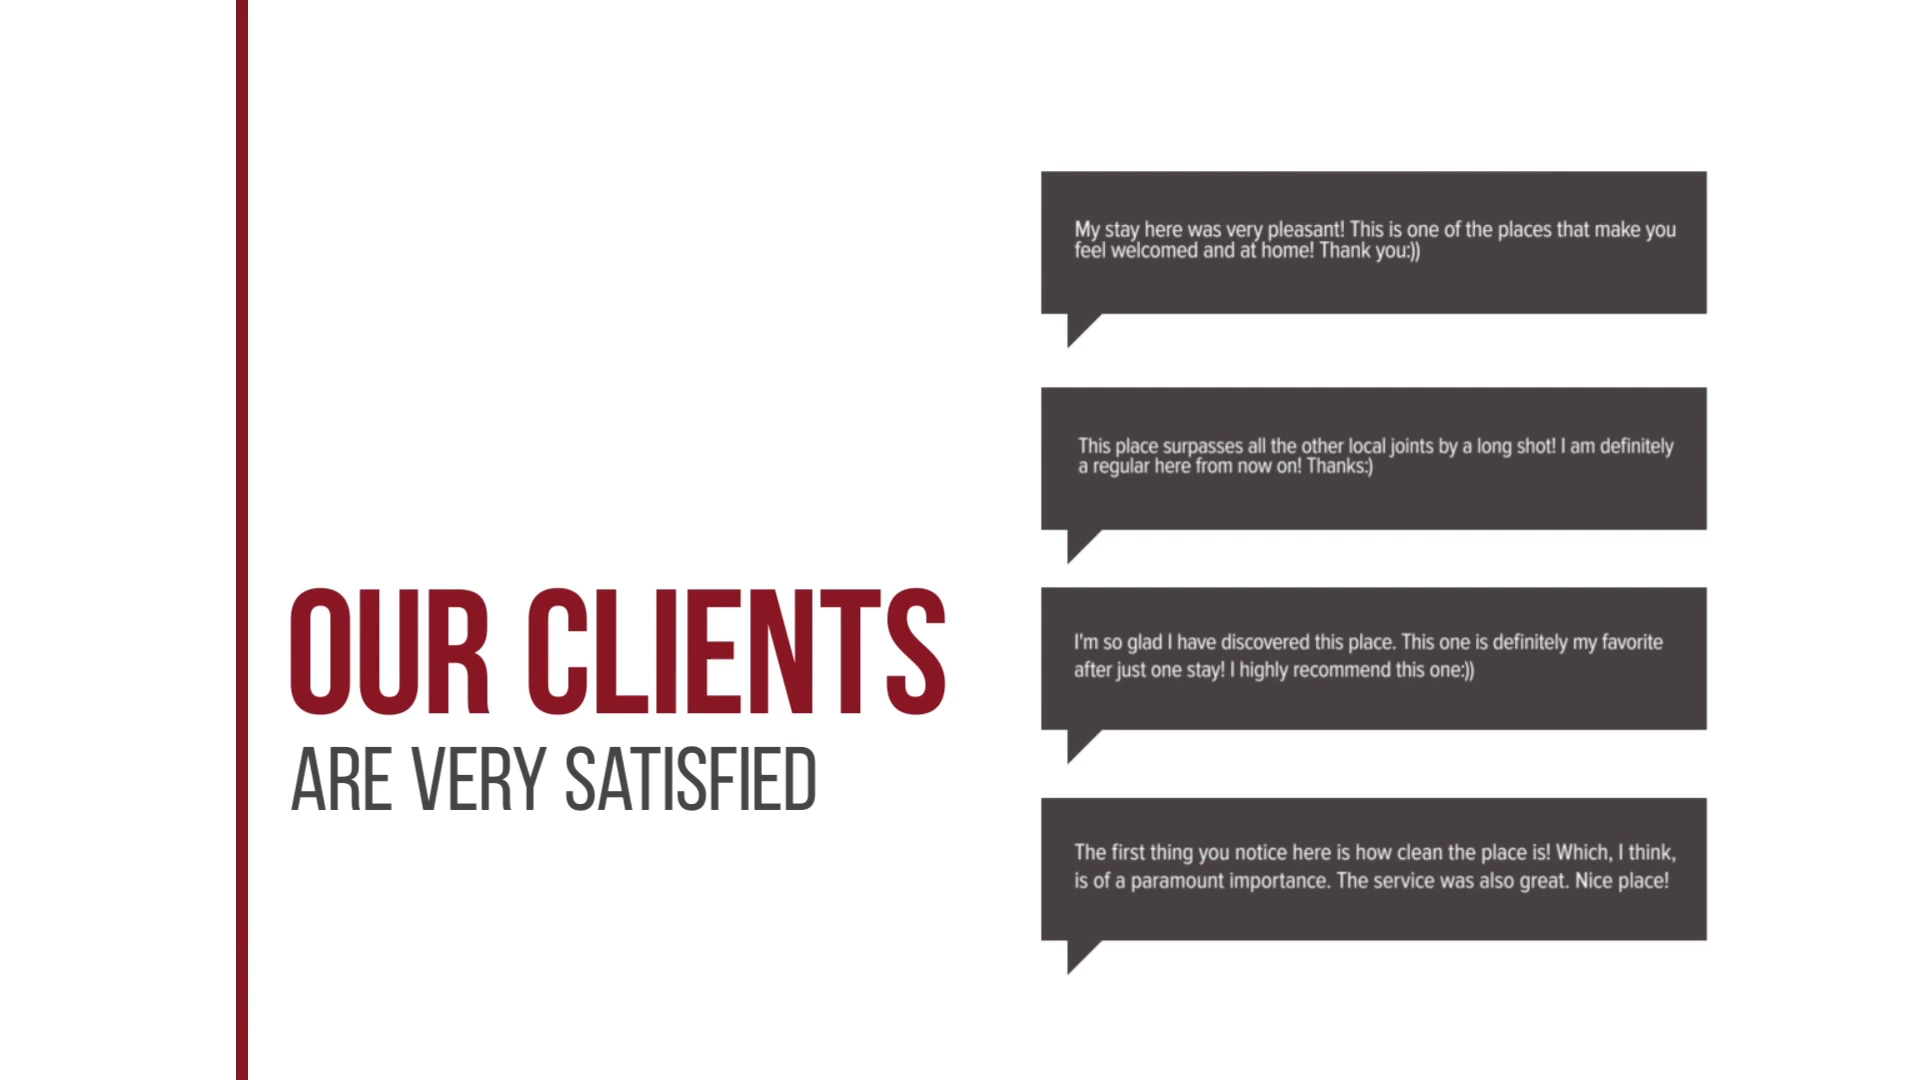 OUR CLIENTS
ARE VERY SATISFIED
My stay here was very pleasant! This is one of the places that make you
feel welcomed and at home! Thank you:))
This place surpasses all the other local joints by a long shot! I am definitely
a regular here from now on! Thanks:)
I'm so glad I have discovered this place. This one is definitely my favorite
after just one stay! I highly recommend this one:))
The first thing you notice here is how clean the place is! Which, I think,
is of a paramount importance. The service was also great. Nice place!